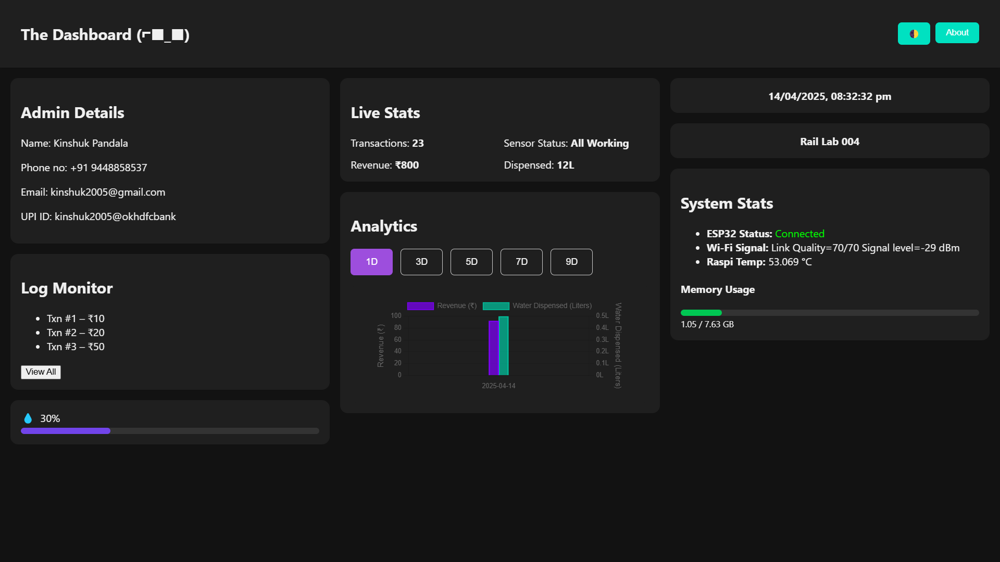 The Dashboard (⌐■_■)
About
Admin Details
Name: Kinshuk Pandala
Phone no: +91 9448858537
Email: kinshuk2005@gmail.com
UPI ID: kinshuk2005@okhdfcbank
Log Monitor
Txn #1 – ₹10
Txn #2 – ₹20
Txn #3 – ₹50
View All
30%
Live Stats
Transactions: 23
Sensor Status: All Working
Revenue: ₹800
Dispensed: 12L
Analytics
1D
3D
5D
7D
9D
Revenue (₹)
Water Dispensed (Liters)
Revenue (₹)
100
80
60
40
20
0
0.5L
0.4L
0.3L
0.2L
0.1L
0L
Water Dispensed (Liters)
2025-04-14
14/04/2025, 08:32:32 pm
Rail Lab 004
System Stats
ESP32 Status: Connected
Wi-Fi Signal: Link Quality=70/70 Signal level=-29 dBm
Raspi Temp: 53.069 °C
Memory Usage
1.05 / 7.63 GB